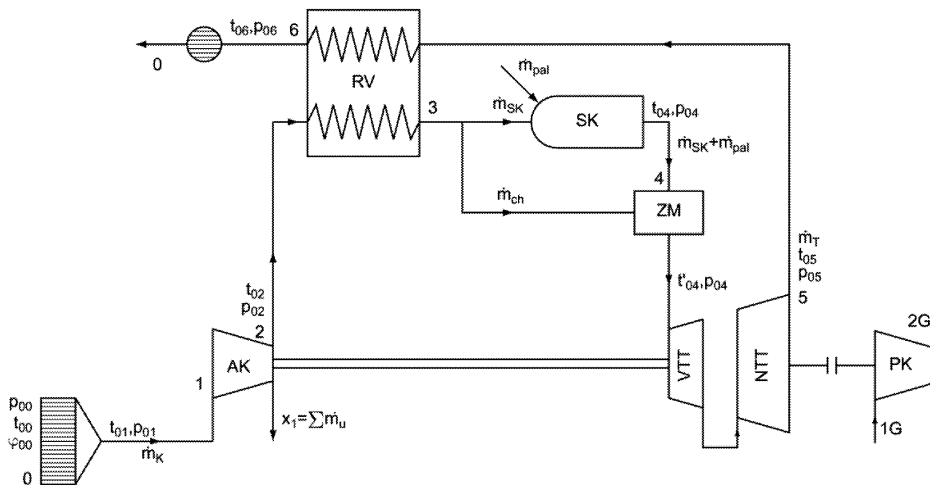 t06,p06
6
0
RV
3
ṁpal
ṁSK
SK
t04,p04
ṁSK+ṁpal
4
ṁch
ZM
t'04,p04
ṁT
t05
p05
5
t02
p02
2
AK
1
VTT
NTT
2G
PK
1G
p00
t00
φ00
0
t01,p01
ṁK
x1=∑ṁu